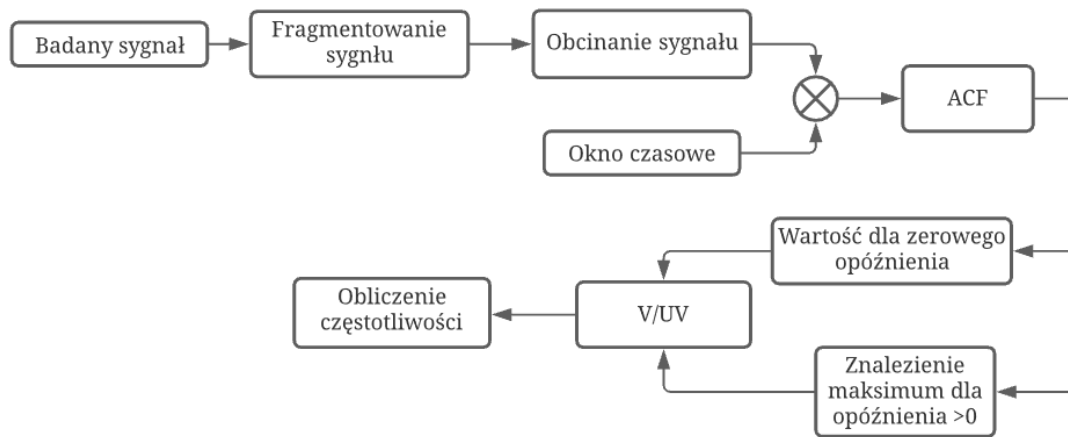 Badany sygnał
Fragmentowanie
sygnłu
Obcinanie sygnału
Okno czasowe
ACF
Wartość dla zerowego
opóźnienia
Znalezienie
maksimum dla
opóźnienia >0
V/UV
Obliczenie
częstotliwości